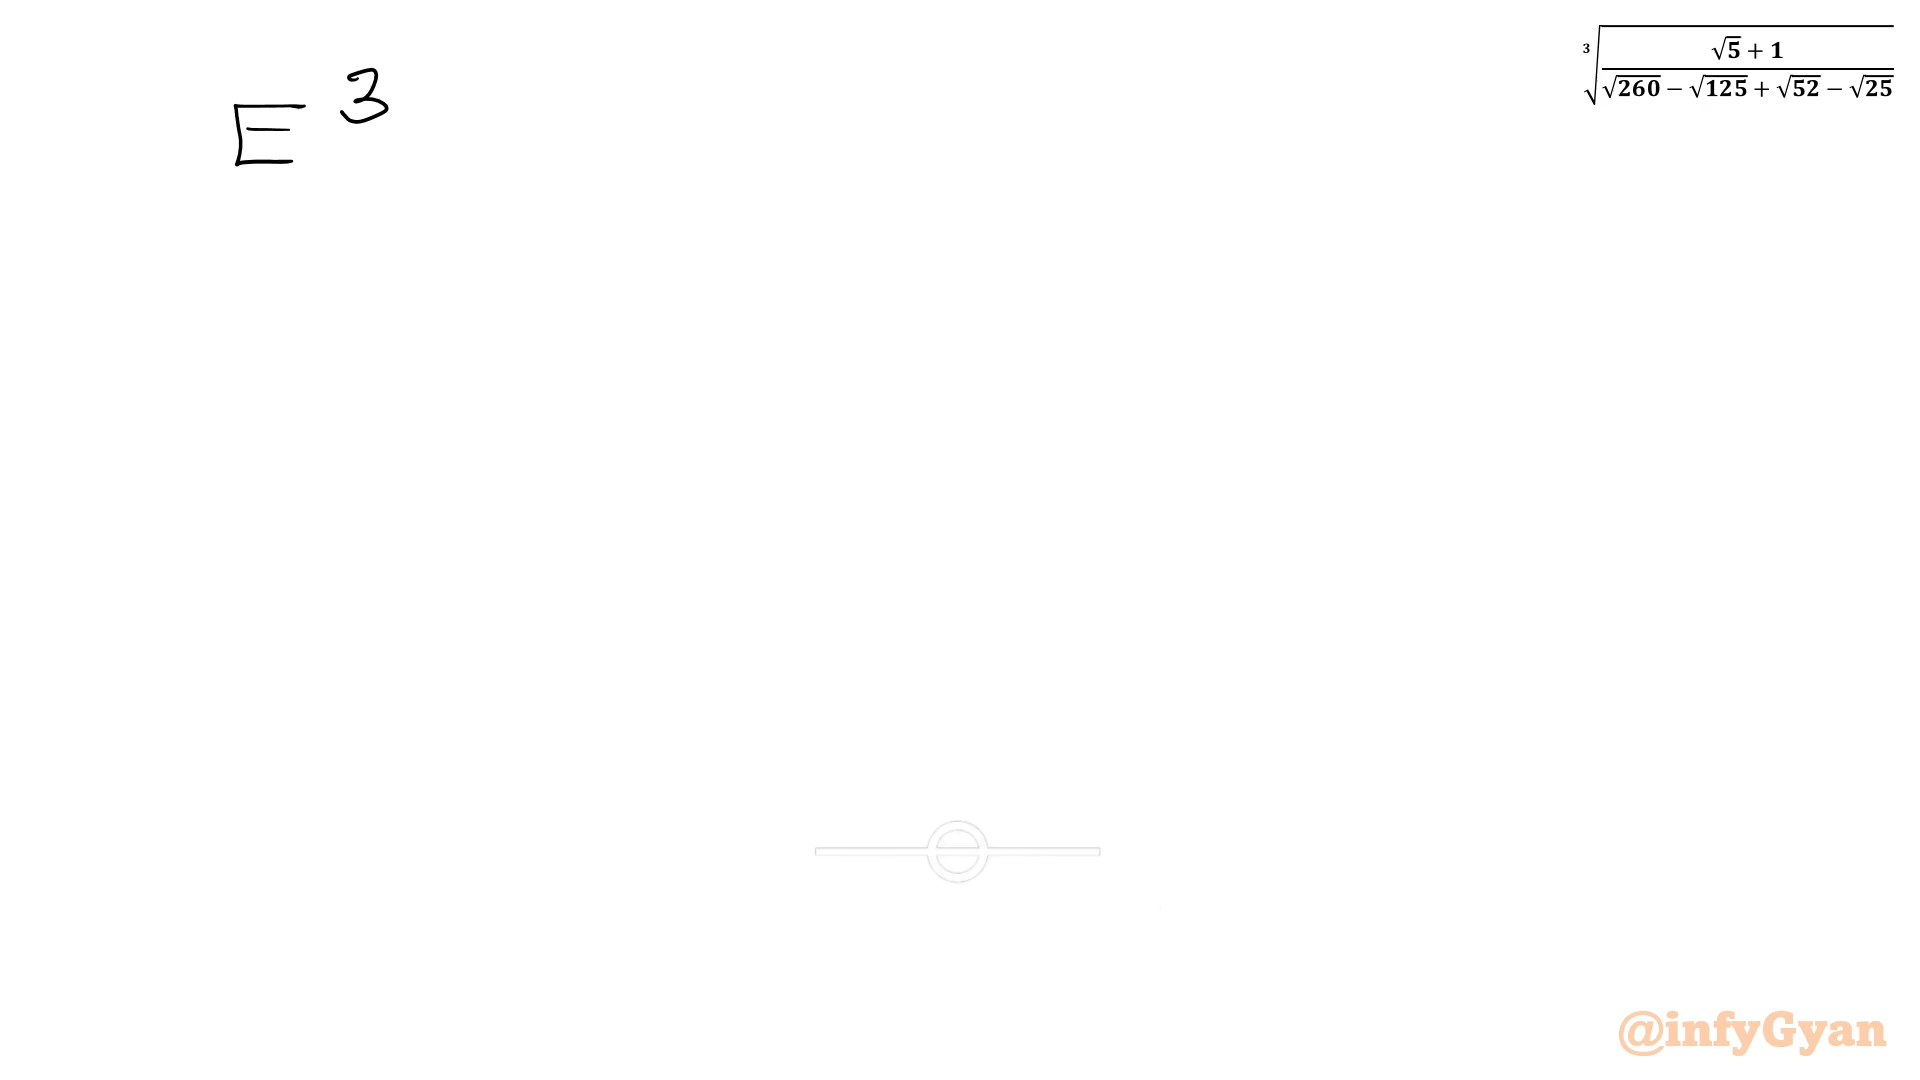 E³
∛((√5 + 1)/(√260 − √125 + √52 − √25))
@infyGyan